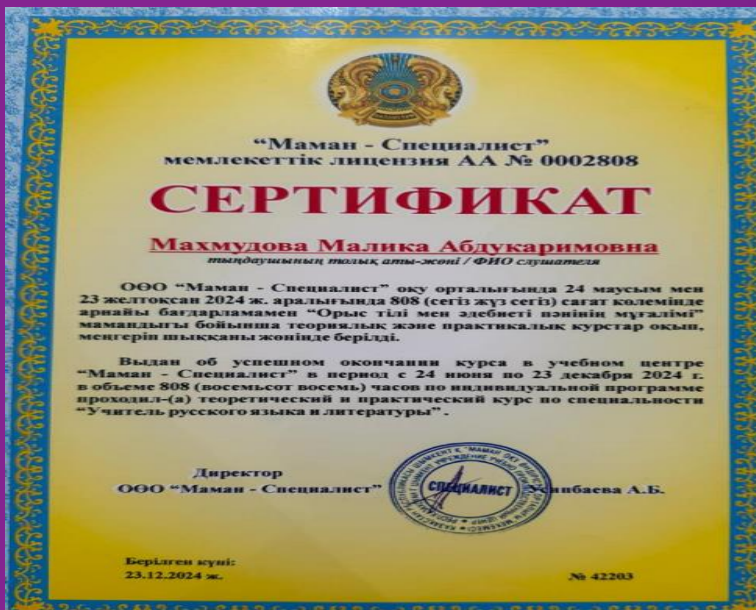 “Маман - Специалист”
мемлекеттік лицензия АА № 0002808
СЕРТИФИКАТ
Махмудова Малика Абдукаримовна
тыңдаушының толық аты-жөні / ФИО слушателя
ООО “Маман - Специалист” оқу орталығында 24 маусым мен
23 желтоқсан 2024 ж. аралығында 808 (сегіз жүз сегіз) сағат көлемінде
арнайы бағдарламамен “Орыс тілі мен әдебиеті пәнінің мұғалімі”
мамандығы бойынша теориялық және практикалық курстар оқып,
меңгеріп шыққаны жөнінде берілді.
Выдан об успешном окончании курса в учебном центре
“Маман - Специалист” в период с 24 июня по 23 декабря 2024 г.
в объеме 808 (восемьсот восемь) часов по индивидуальной программе
проходил-(а) теоретический и практический курс по специальности
“Учитель русского языка и литературы”.
Директор
ООО “Маман - Специалист”
СПЕЦИАЛИСТ
А.Б.
Берілген күні:
23.12.2024 ж.
№ 42203